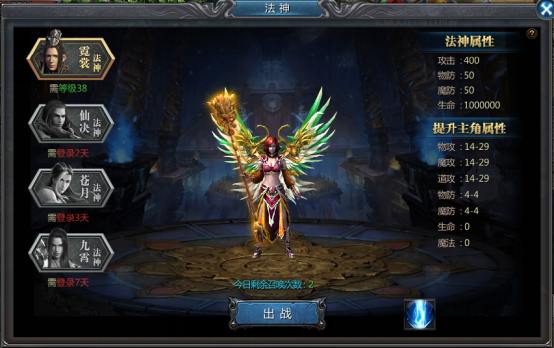 法神
?
霓裳
法神
需等级38
仙决
法神
需登录2天
苍月
法神
需登录3天
九霄
法神
需登录7天
今日剩余召唤次数:2
出战
法神属性
攻击:400
物防:50
魔防:50
生命:1000000
提升主角属性
物攻:14-29
魔攻:14-29
道攻:14-29
物防:4-4
魔防:4-4
生命:0
魔法:0